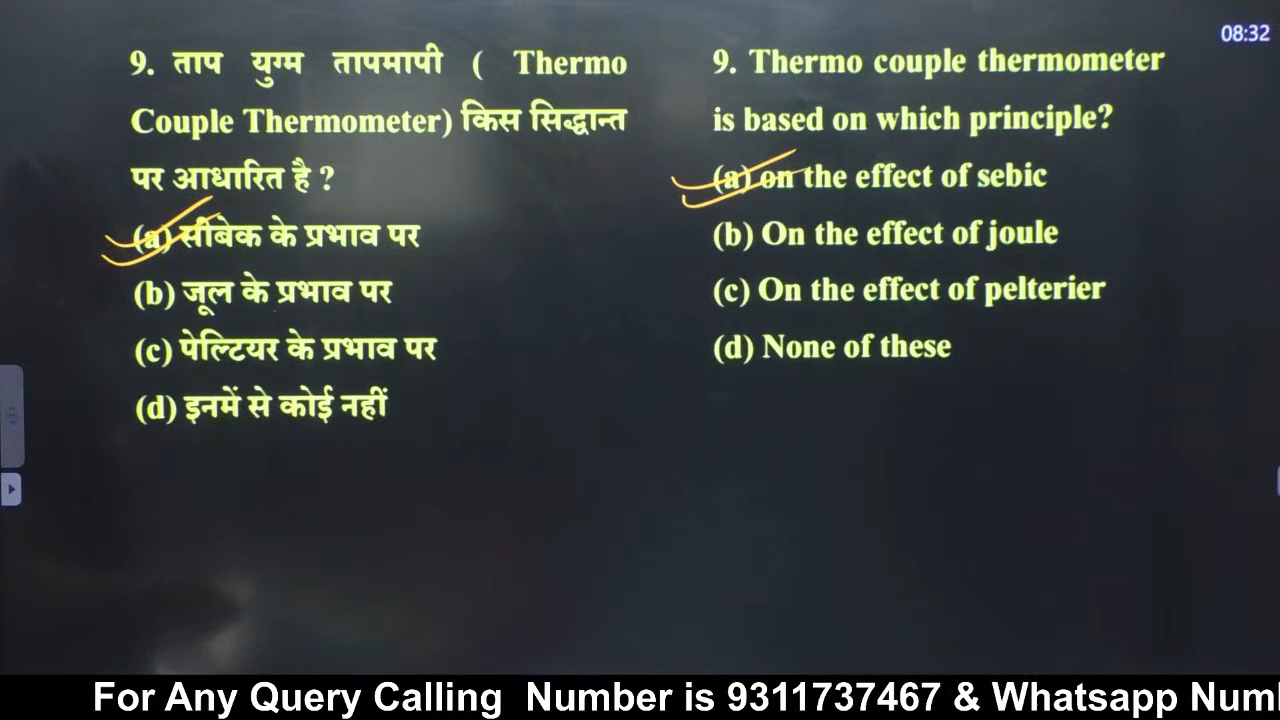 08:32
9. ताप युग्म तापमापी ( Thermo
Couple Thermometer) किस सिद्धान्त
पर आधारित है ?
(a) सीबेक के प्रभाव पर
(b) जूल के प्रभाव पर
(c) पेल्टियर के प्रभाव पर
(d) इनमें से कोई नहीं
9. Thermo couple thermometer
is based on which principle?
(a) on the effect of sebic
(b) On the effect of joule
(c) On the effect of pelterier
(d) None of these
For Any Query Calling Number is 9311737467 & Whatsapp Num